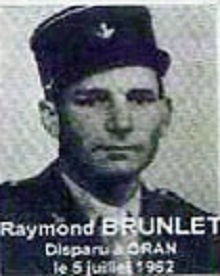 Raymond BRUNLET
Disparu à ORAN
le 5 juillet 1962